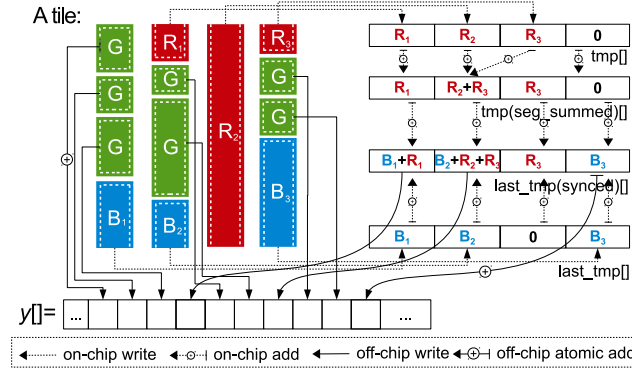 A tile:
G
G
G
B1
R1
G
G
B2
R2
R3
G
G
B3
R1 R2 R3 0
tmp[]
R1 R2+R3 R3 0
tmp(seg_summed)[]
B1+R1 B2+R2+R3 R3 B3
last_tmp(synced)[]
B1 B2 0 B3
last_tmp[]
y[]= ... ...
on-chip write on-chip add off-chip write off-chip atomic add